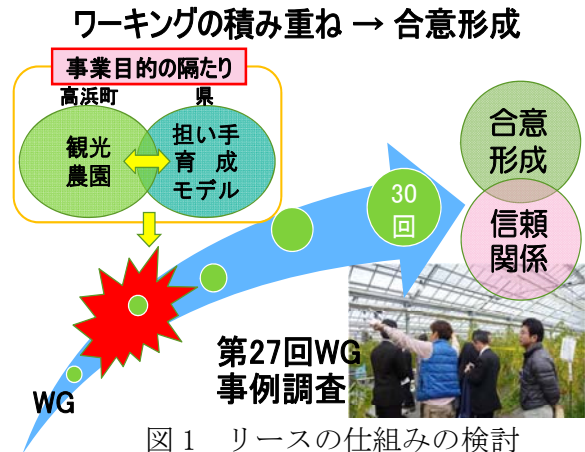 ワーキングの積み重ね → 合意形成
事業目的の隔たり
高浜町
県
観光
農園
担い手
育 成
モデル
30
回
合意
形成
信頼
関係
第27回WG
事例調査
WG
図1 リースの仕組みの検討